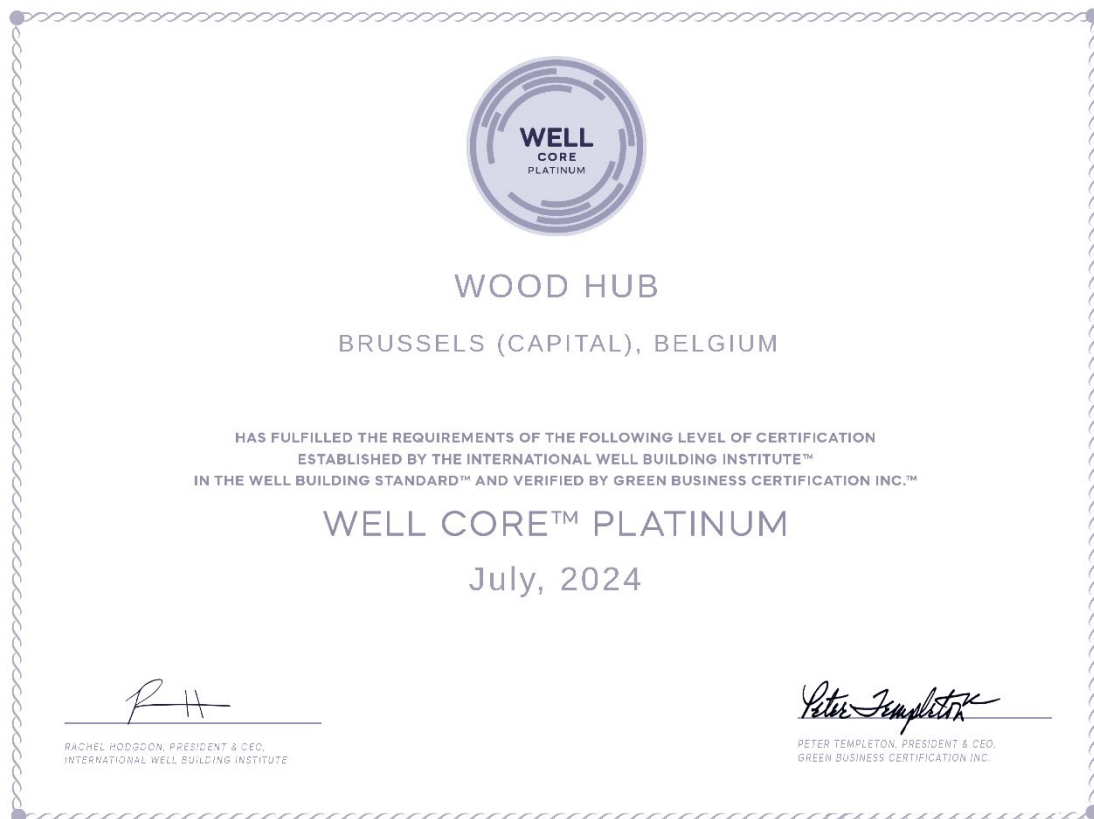 WELL
CORE
PLATINUM
WOOD HUB
BRUSSELS (CAPITAL), BELGIUM
HAS FULFILLED THE REQUIREMENTS OF THE FOLLOWING LEVEL OF CERTIFICATION
ESTABLISHED BY THE INTERNATIONAL WELL BUILDING INSTITUTE™
IN THE WELL BUILDING STANDARD™ AND VERIFIED BY GREEN BUSINESS CERTIFICATION INC.™
WELL CORE™ PLATINUM
July, 2024
RACHEL HODGDON, PRESIDENT & CEO,
INTERNATIONAL WELL BUILDING INSTITUTE
Peter Templeton
PETER TEMPLETON, PRESIDENT & CEO,
GREEN BUSINESS CERTIFICATION INC.